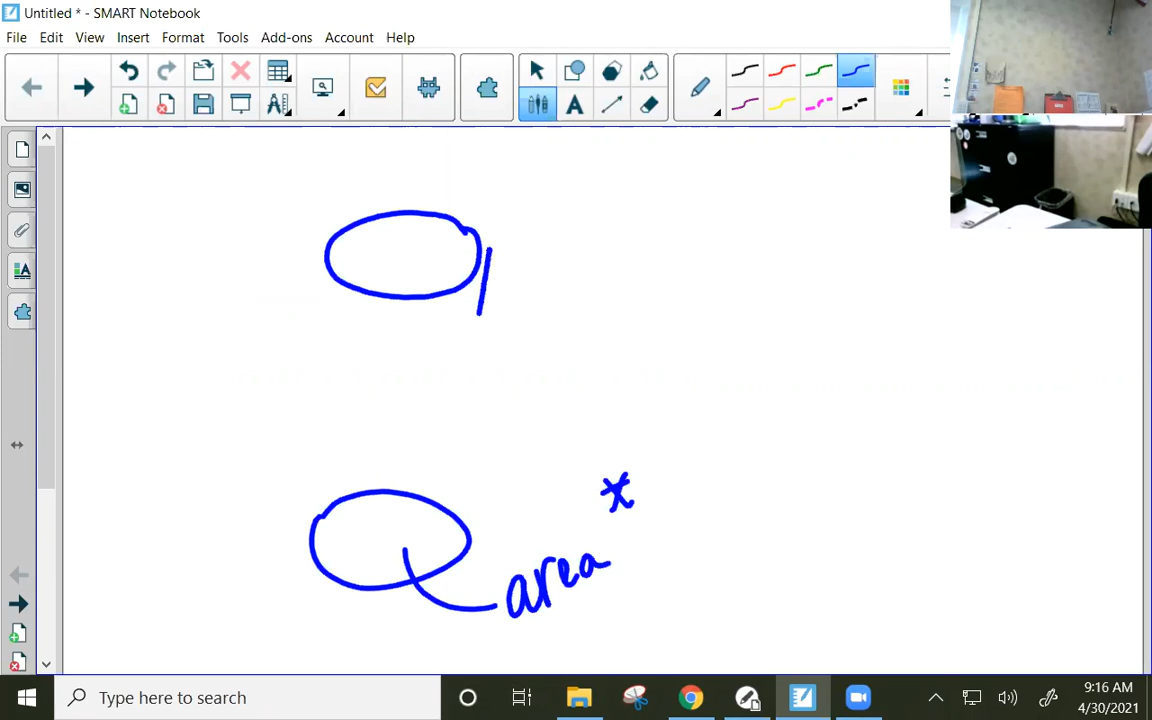 Untitled * - SMART Notebook
File Edit View Insert Format Tools Add-ons Account Help
area *
Type here to search
9:16 AM
4/30/2021